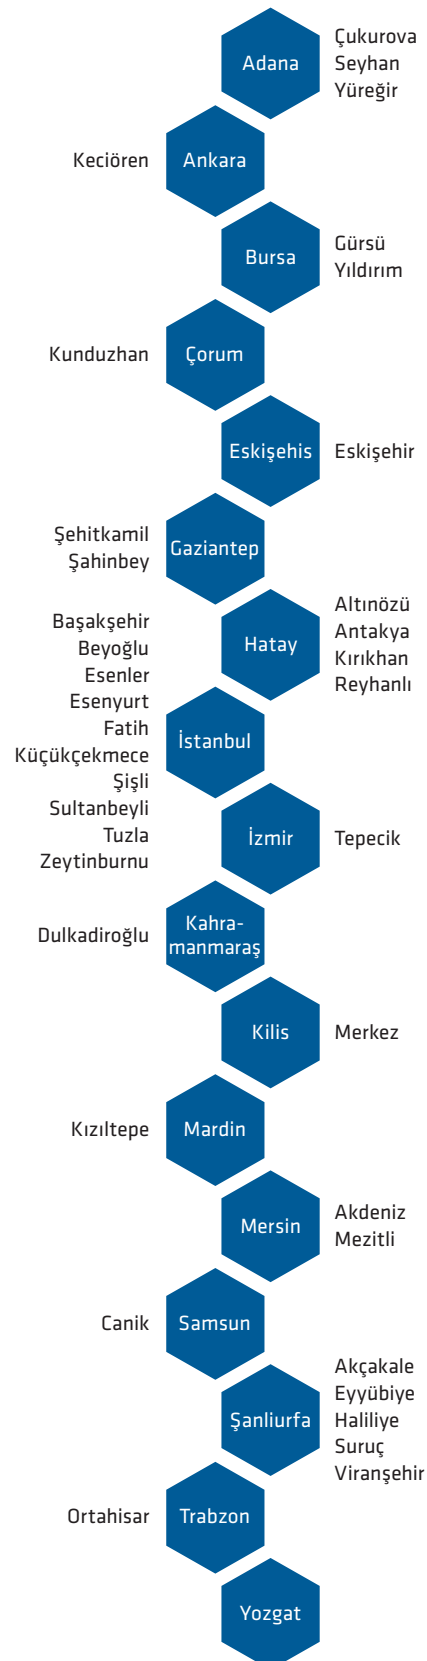 Adana
Çukurova
Seyhan
Yüreğir
Keciören
Ankara
Bursa
Gürsü
Yıldırım
Kunduzhan
Çorum
Eskişehis
Eskişehir
Şehitkamil
Şahinbey
Gaziantep
Hatay
Altınözü
Antakya
Kırıkhan
Reyhanlı
Başakşehir
Beyoğlu
Esenler
Esenyurt
Fatih
Küçükçekmece
Şişli
Sultanbeyli
Tuzla
Zeytinburnu
İstanbul
İzmir
Tepecik
Dulkadiroğlu
Kahra-
manmaraş
Kilis
Merkez
Kızıltepe
Mardin
Mersin
Akdeniz
Mezitli
Canik
Samsun
Şanliurfa
Akçakale
Eyyübiye
Haliliye
Suruç
Viranşehir
Ortahisar
Trabzon
Yozgat